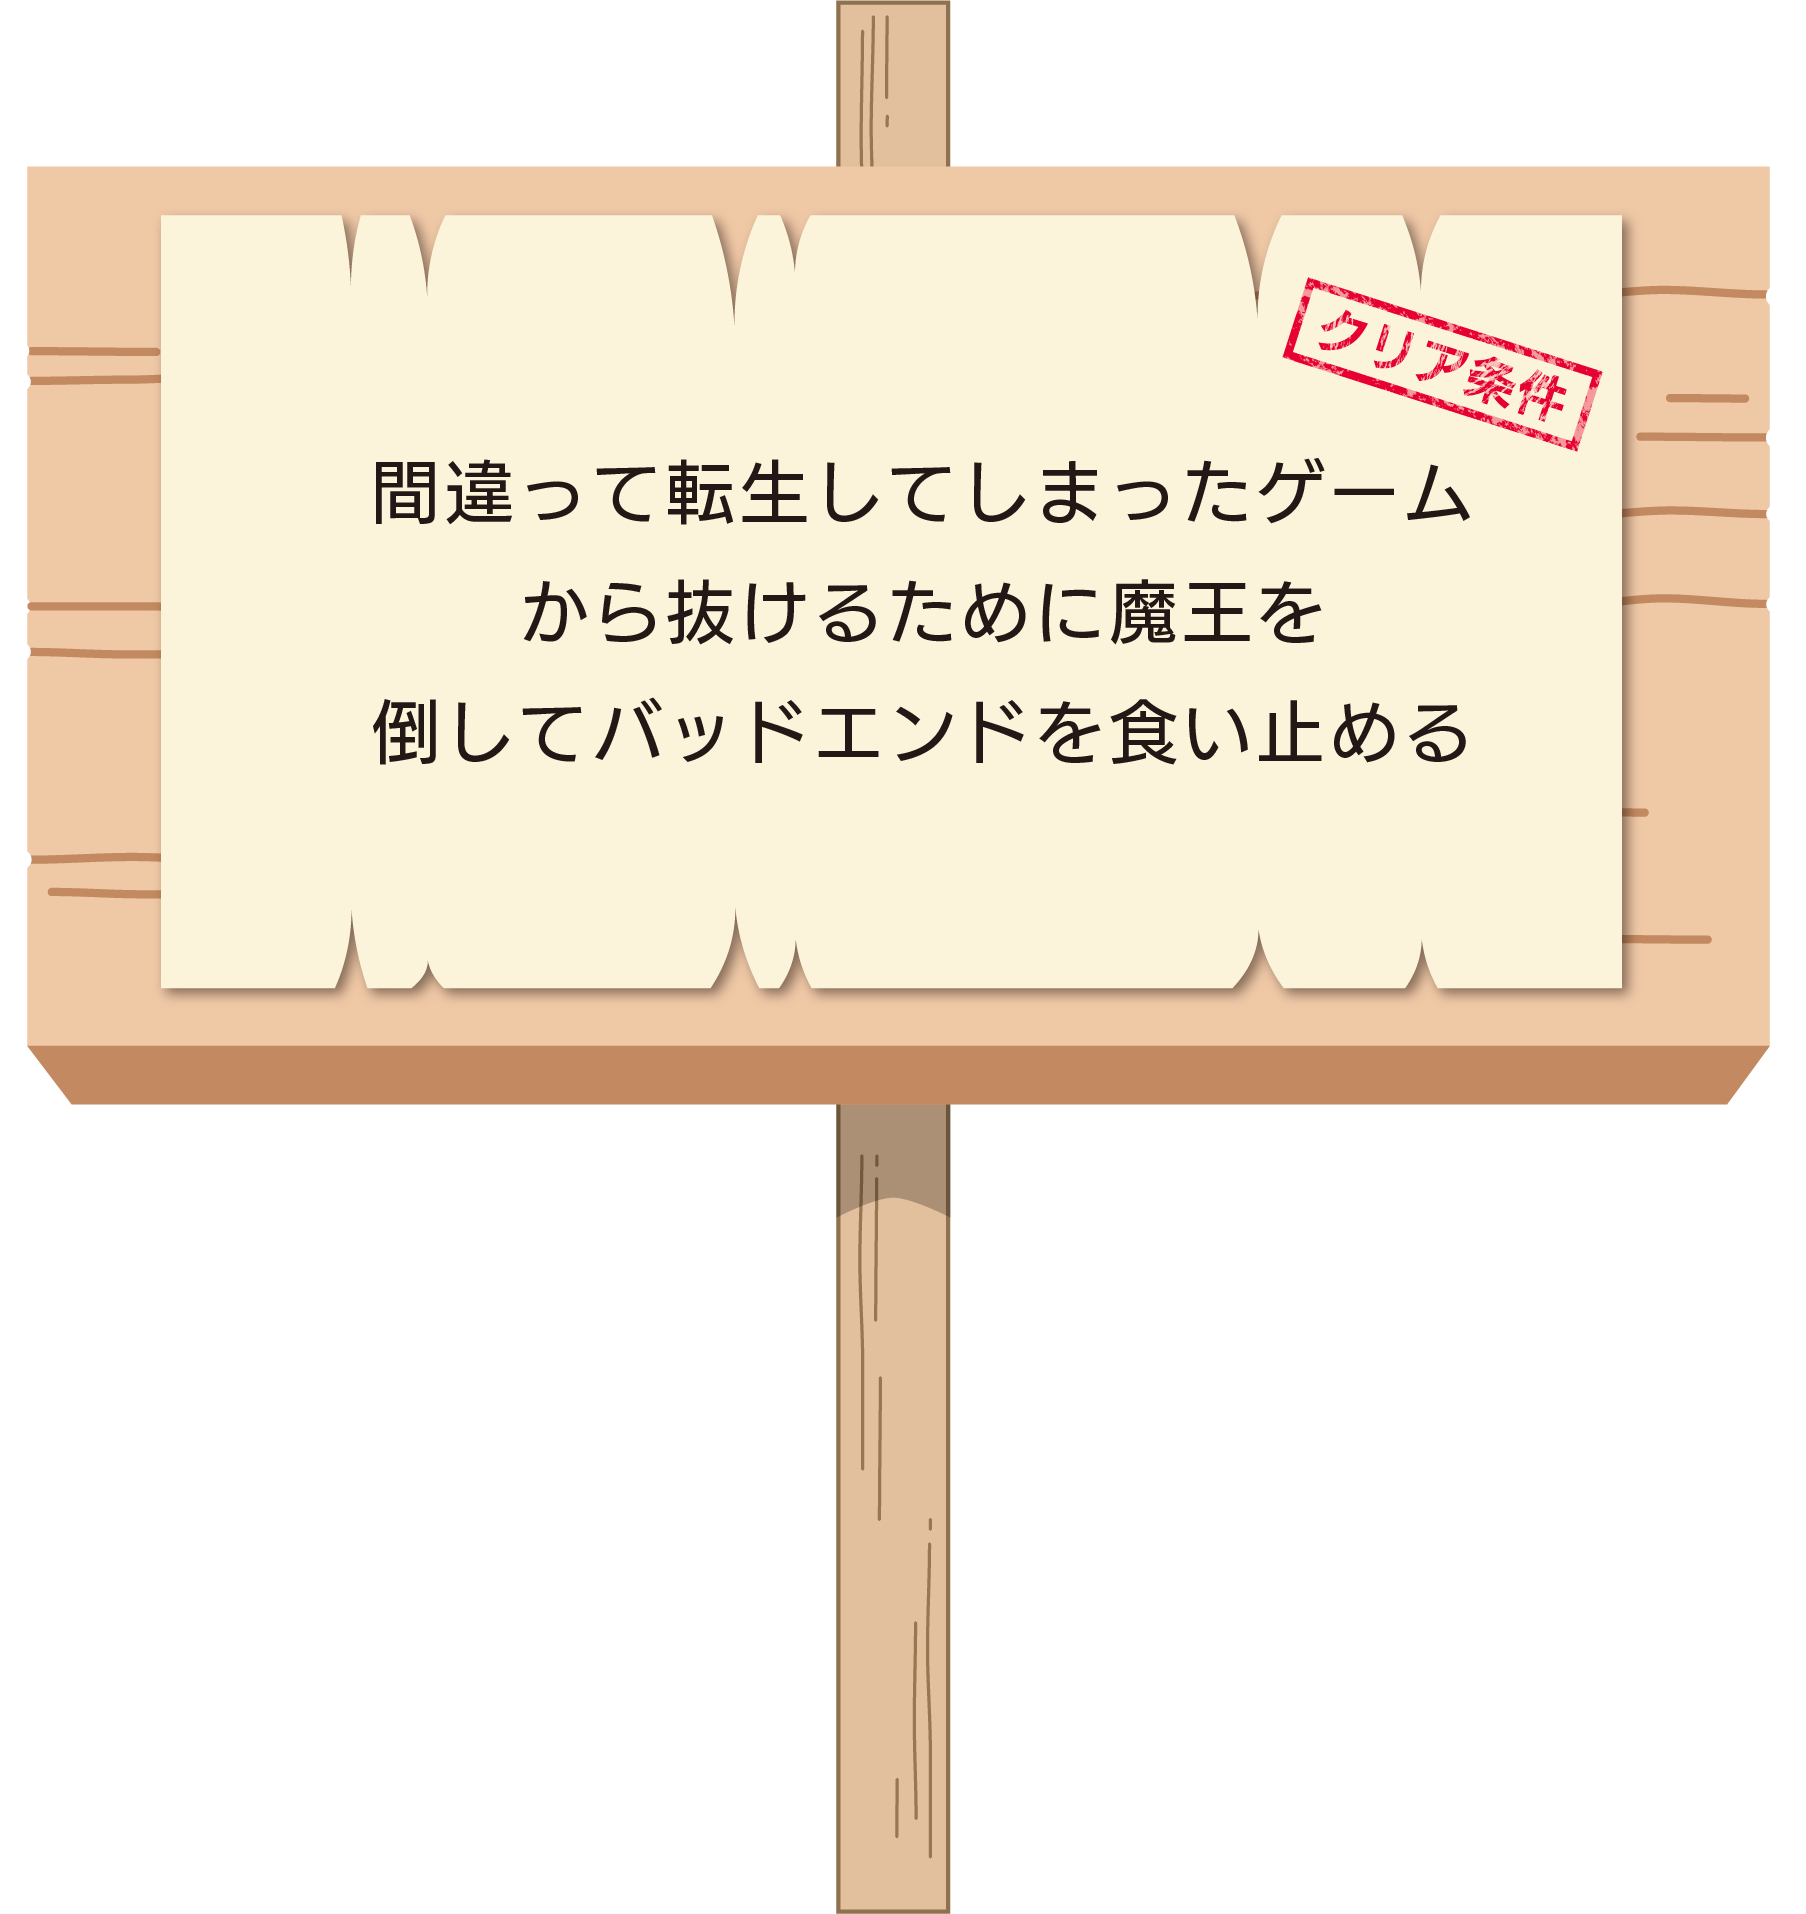 クリア条件
間違って転生してしまったゲーム
から抜けるために魔王を
倒してバッドエンドを食い止める